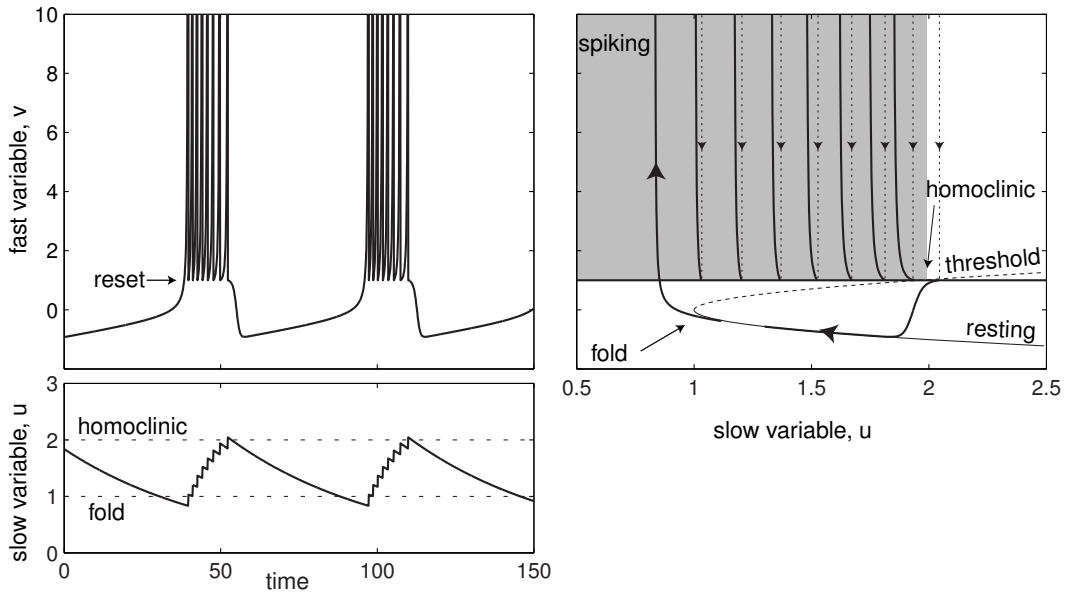 10
8
6
4
2
0
fast variable, v
reset
3
2
1
0
slow variable, u
homoclinic
fold
0
50
100
150
time
spiking
homoclinic
threshold
resting
fold
0.5
1
1.5
2
2.5
slow variable, u